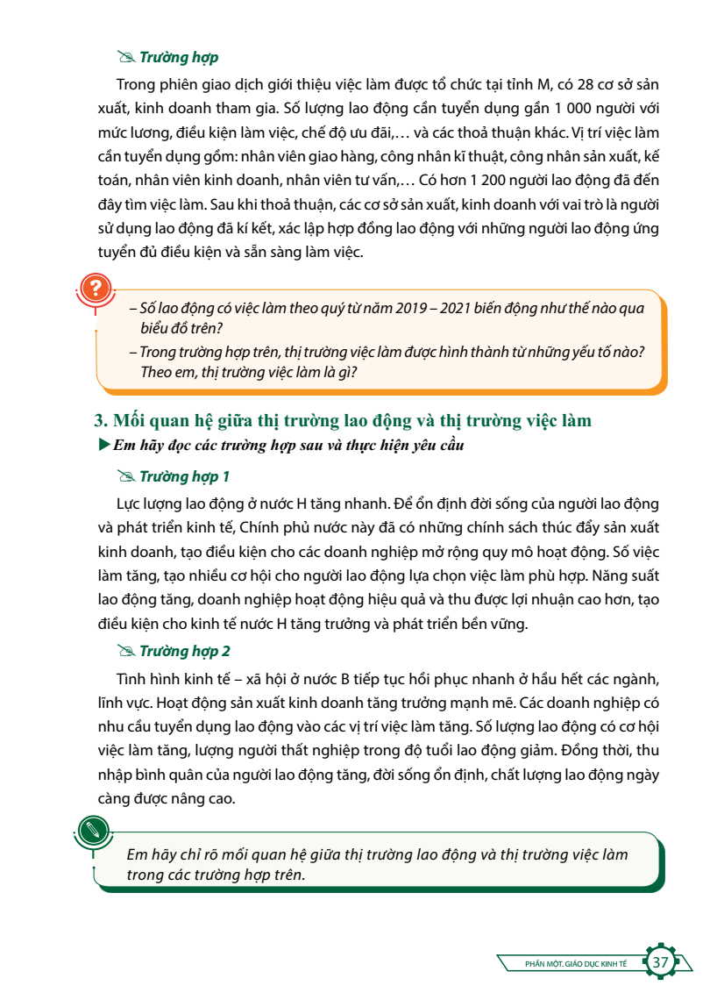 Trường hợp
Trong phiên giao dịch giới thiệu việc làm được tổ chức tại tỉnh M, có 28 cơ sở sản
xuất, kinh doanh tham gia. Số lượng lao động cần tuyển dụng gần 1 000 người với
mức lương, điều kiện làm việc, chế độ ưu đãi,… và các thoả thuận khác. Vị trí việc làm
cần tuyển dụng gồm: nhân viên giao hàng, công nhân kĩ thuật, công nhân sản xuất, kế
toán, nhân viên kinh doanh, nhân viên tư vấn,… Có hơn 1 200 người lao động đã đến
đây tìm việc làm. Sau khi thoả thuận, các cơ sở sản xuất, kinh doanh với vai trò là người
sử dụng lao động đã kí kết, xác lập hợp đồng lao động với những người lao động ứng
tuyển đủ điều kiện và sẵn sàng làm việc.
?
– Số lao động có việc làm theo quý từ năm 2019 – 2021 biến động như thế nào qua
biểu đồ trên?
– Trong trường hợp trên, thị trường việc làm được hình thành từ những yếu tố nào?
Theo em, thị trường việc làm là gì?
3. Mối quan hệ giữa thị trường lao động và thị trường việc làm
Em hãy đọc các trường hợp sau và thực hiện yêu cầu
Trường hợp 1
Lực lượng lao động ở nước H tăng nhanh. Để ổn định đời sống của người lao động
và phát triển kinh tế, Chính phủ nước này đã có những chính sách thúc đẩy sản xuất
kinh doanh, tạo điều kiện cho các doanh nghiệp mở rộng quy mô hoạt động. Số việc
làm tăng, tạo nhiều cơ hội cho người lao động lựa chọn việc làm phù hợp. Năng suất
lao động tăng, doanh nghiệp hoạt động hiệu quả và thu được lợi nhuận cao hơn, tạo
điều kiện cho kinh tế nước H tăng trưởng và phát triển bền vững.
Trường hợp 2
Tình hình kinh tế – xã hội ở nước B tiếp tục hồi phục nhanh ở hầu hết các ngành,
lĩnh vực. Hoạt động sản xuất kinh doanh tăng trưởng mạnh mẽ. Các doanh nghiệp có
nhu cầu tuyển dụng lao động vào các vị trí việc làm tăng. Số lượng lao động có cơ hội
việc làm tăng, lượng người thất nghiệp trong độ tuổi lao động giảm. Đồng thời, thu
nhập bình quân của người lao động tăng, đời sống ổn định, chất lượng lao động ngày
càng được nâng cao.
Em hãy chỉ rõ mối quan hệ giữa thị trường lao động và thị trường việc làm
trong các trường hợp trên.
PHẦN MỘT. GIÁO DỤC KINH TẾ
37